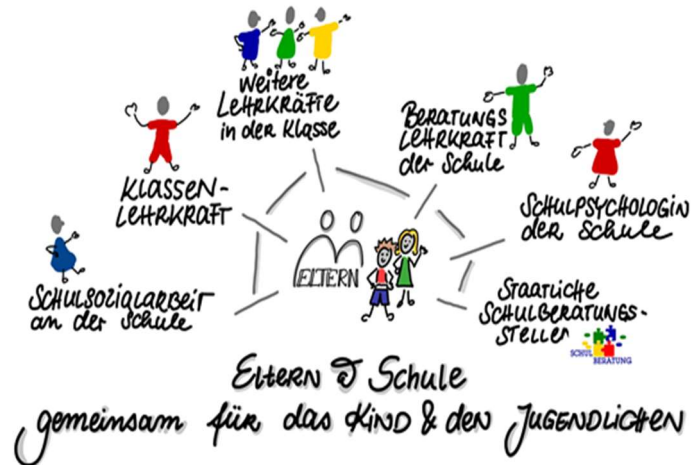 Weitere
LEHRKRÄFTE
in der Klasse
BERATUNGS
LEHRKRAFT
der Schule
KLASSEN-
LEHRKRAFT
SCHULPSYCHOLOGIN
der Schule
ELTERN
SCHULSOZIALARBEIT
an der Schule
STAATLICHE
SCHULBERATUNGS-
STELLEN
SCHUL
BERATUNG
ELTERN & Schule
gemeinsam für das KIND & den JUGENDLICHEN